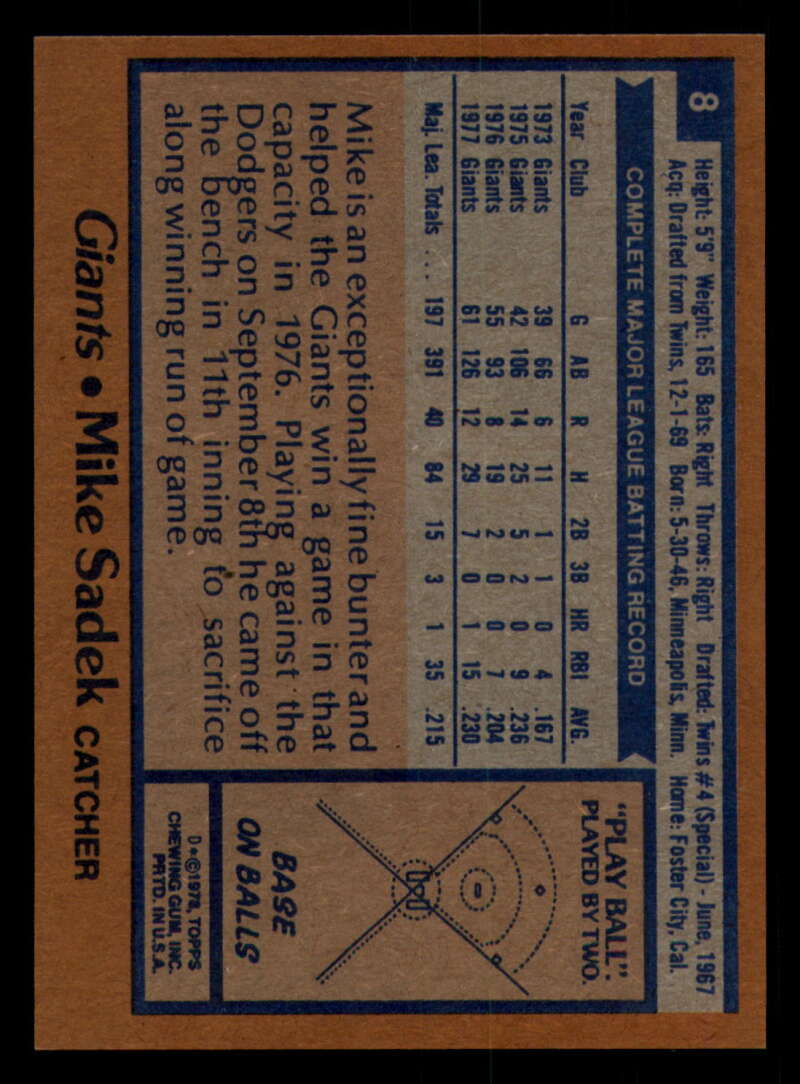 8
Height: 5'9" Weight: 165 Bats: Right Throws: Right Drafted: Twins #4 (Special) - June, 1967
Acq: Drafted from Twins, 12-1-69 Born: 5-30-46, Minneapolis, Minn. Home: Foster City, Cal.
COMPLETE MAJOR LEAGUE BATTING RECORD
Year Club G AB R H 2B 3B HR RBI AVG.
1973 Giants 39 66 6 11 1 1 0 4 .167
1975 Giants 42 106 14 25 5 2 0 9 .236
1976 Giants 55 93 8 19 2 0 0 7 .204
1977 Giants 61 126 12 29 7 0 1 15 .230
Maj. Lea. Totals ... 197 391 40 84 15 3 1 35 .215
Mike is an exceptionally fine bunter and
helped the Giants win a game in that
capacity in 1976. Playing against the
Dodgers on September 8th he came off
the bench in 11th inning to sacrifice
along winning run of game.
"PLAY BALL".
PLAYED BY TWO.
BASE
ON BALLS
D*©1978, TOPPS
CHEWING GUM, INC.
PRTD. IN U.S.A.
Giants • Mike Sadek CATCHER